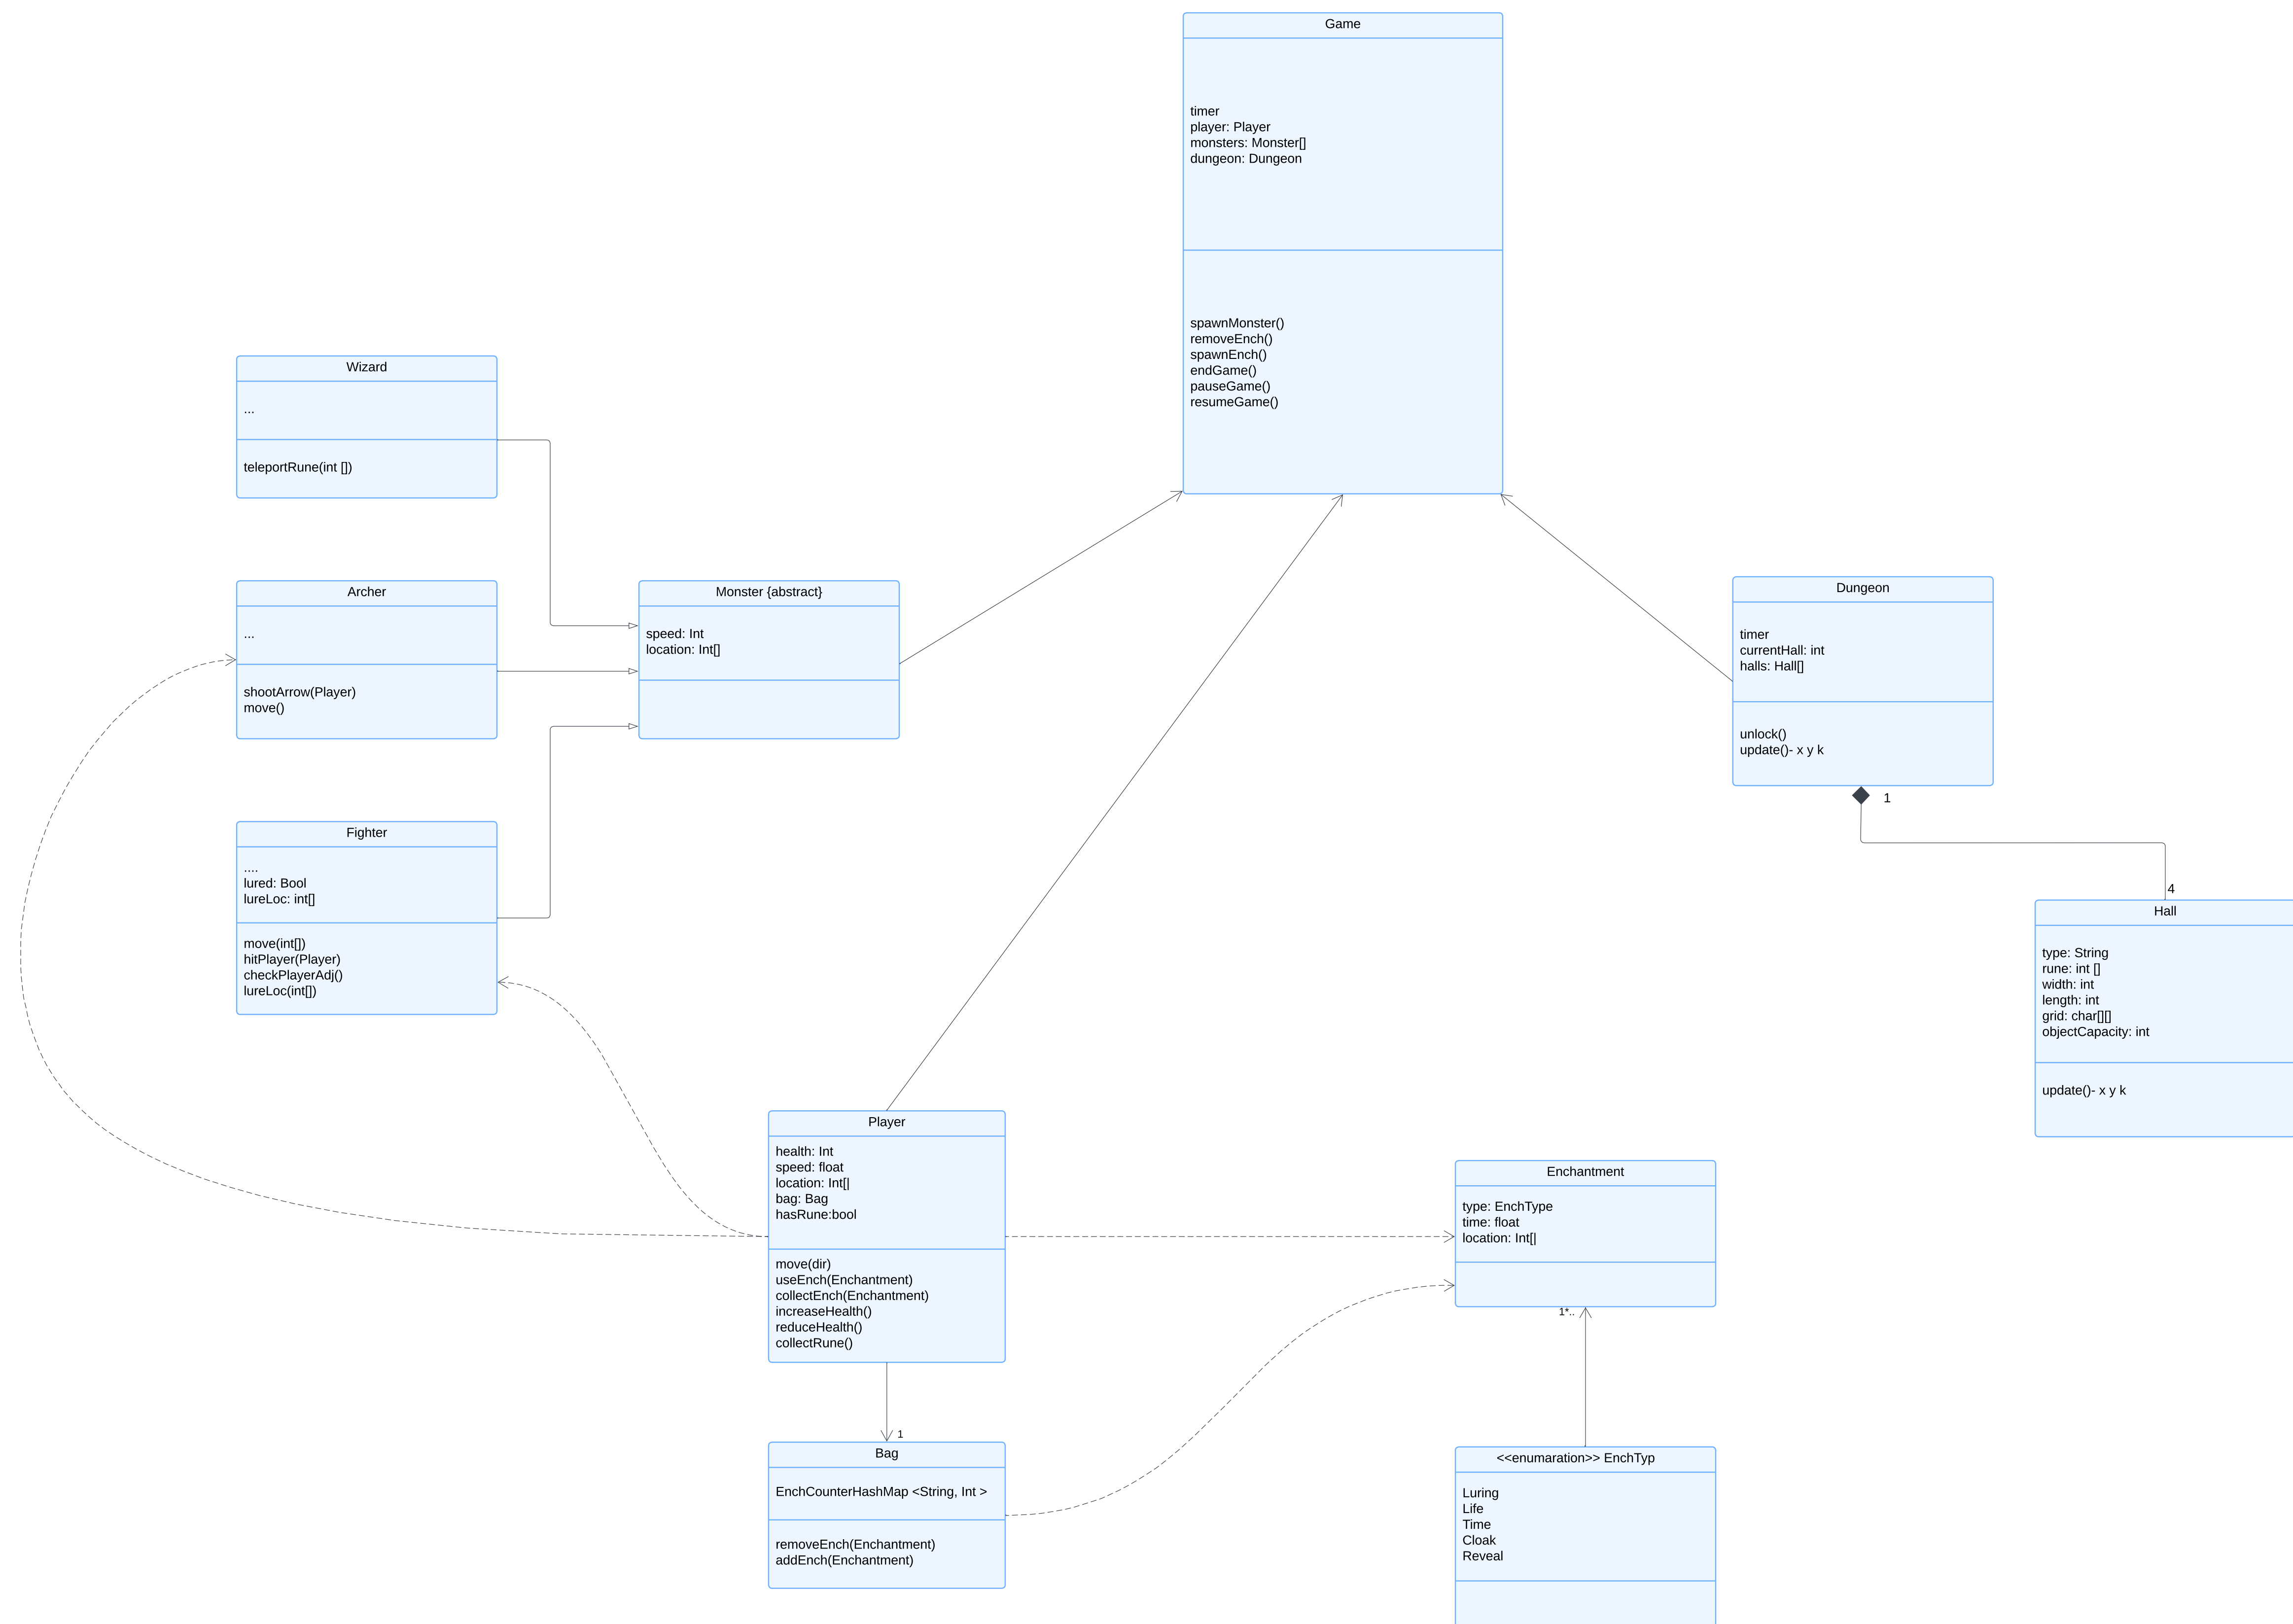 Game
timer
player: Player
monsters: Monster[]
dungeon: Dungeon
spawnMonster()
removeEnch()
spawnEnch()
endGame()
pauseGame()
resumeGame()
Wizard
...
teleportRune(int [])
Archer
...
shootArrow(Player)
move()
Monster {abstract}
speed: Int
location: Int[]
Dungeon
timer
currentHall: int
halls: Hall[]
unlock()
update()- x y k
1
4
Fighter
....
lured: Bool
lureLoc: int[]
move(int[])
hitPlayer(Player)
checkPlayerAdj()
lureLoc(int[])
Hall
type: String
rune: int []
width: int
length: int
grid: char[][]
objectCapacity: int
update()- x y k
Player
health: Int
speed: float
location: Int[|
bag: Bag
hasRune:bool
move(dir)
useEnch(Enchantment)
collectEnch(Enchantment)
increaseHealth()
reduceHealth()
collectRune()
Enchantment
type: EnchType
time: float
location: Int[|
1*..
1
Bag
EnchCounterHashMap <String, Int >
removeEnch(Enchantment)
addEnch(Enchantment)
<<enumaration>> EnchTyp
Luring
Life
Time
Cloak
Reveal